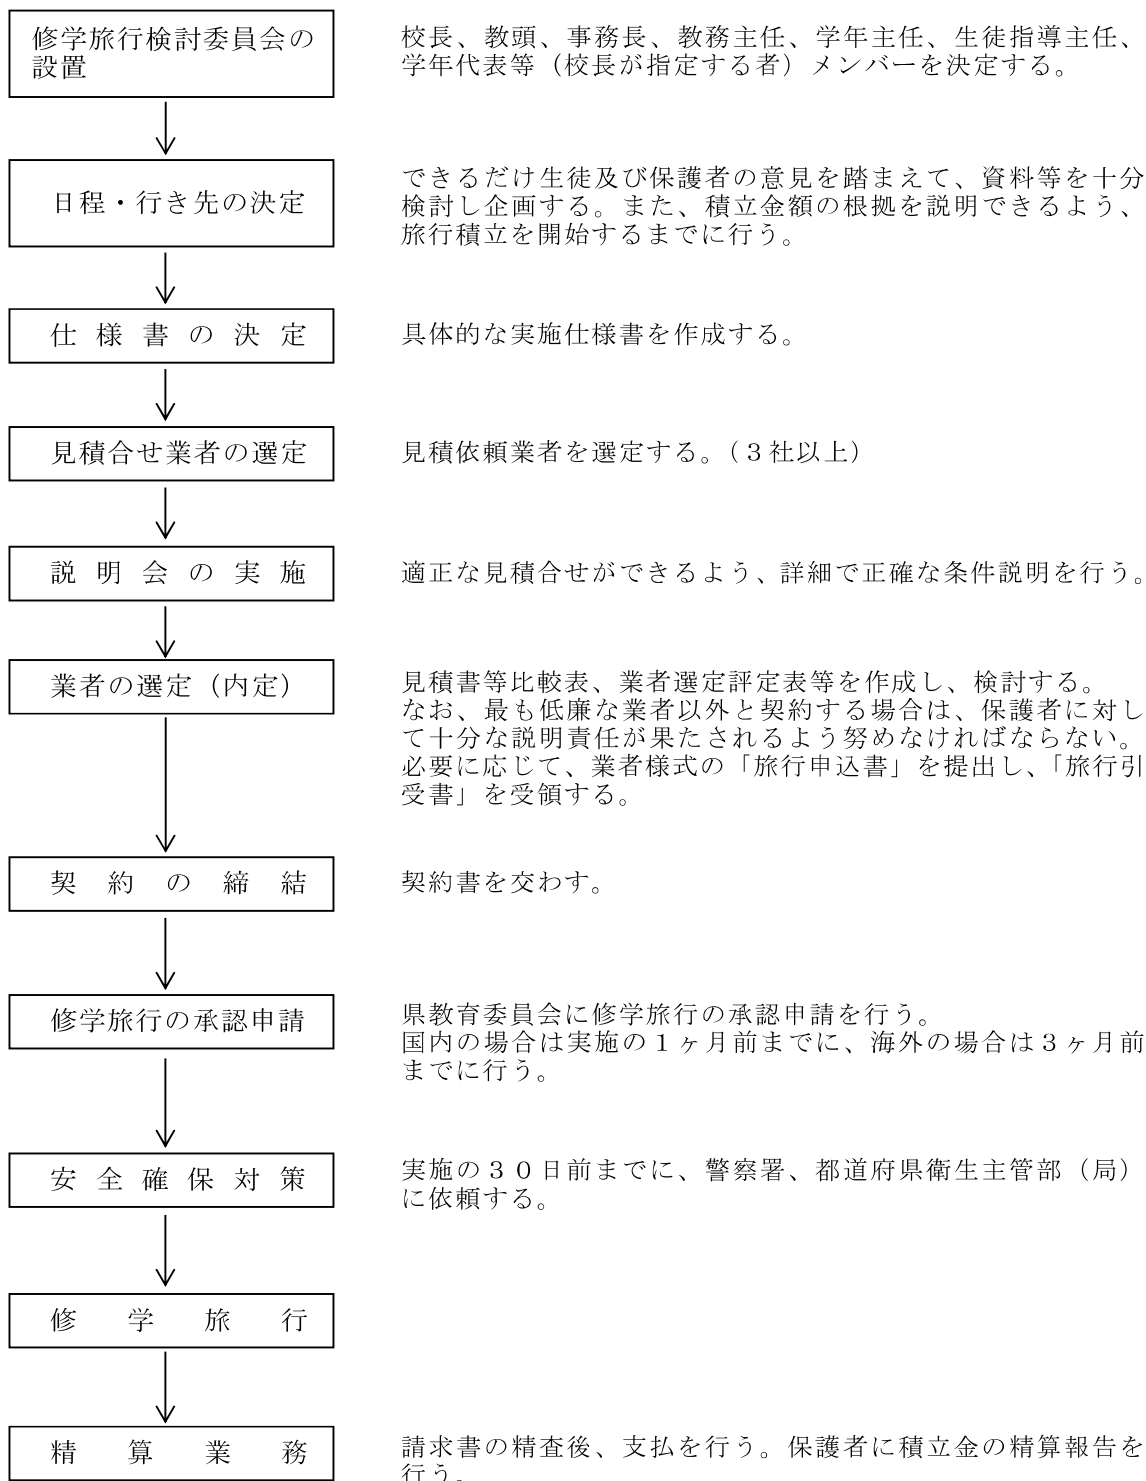 修学旅行検討委員会の
設置
校長、教頭、事務長、教務主任、学年主任、生徒指導主任、
学年代表等（校長が指定する者）メンバーを決定する。
日程・行き先の決定
できるだけ生徒及び保護者の意見を踏まえて、資料等を十分
検討し企画する。また、積立金額の根拠を説明できるよう、
旅行積立を開始するまでに行う。
仕様書の決定
具体的な実施仕様書を作成する。
見積合せ業者の選定
見積依頼業者を選定する。（３社以上）
説明会の実施
適正な見積合せができるよう、詳細で正確な条件説明を行う。
業者の選定（内定）
見積書等比較表、業者選定評定表等を作成し、検討する。
なお、最も低廉な業者以外と契約する場合は、保護者に対し
て十分な説明責任が果たされるよう努めなければならない。
必要に応じて、業者様式の「旅行申込書」を提出し、「旅行引
受書」を受領する。
契約の締結
契約書を交わす。
修学旅行の承認申請
県教育委員会に修学旅行の承認申請を行う。
国内の場合は実施の１ヶ月前までに、海外の場合は３ヶ月前
までに行う。
安全確保対策
実施の３０日前までに、警察署、都道府県衛生主管部（局）
に依頼する。
修学旅行
精算業務
請求書の精査後、支払を行う。保護者に積立金の精算報告を
行う。